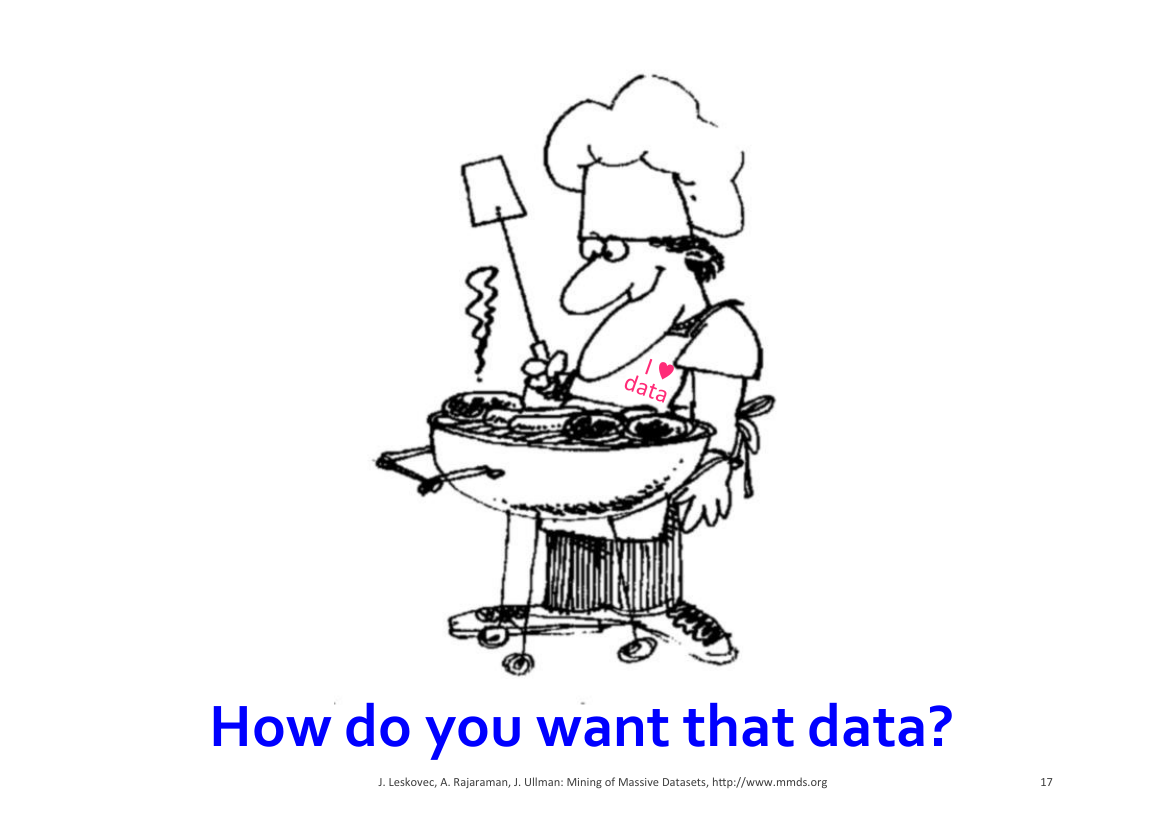 I ♥
data
How do you want that data?
J. Leskovec, A. Rajaraman, J. Ullman: Mining of Massive Datasets, http://www.mmds.org
17